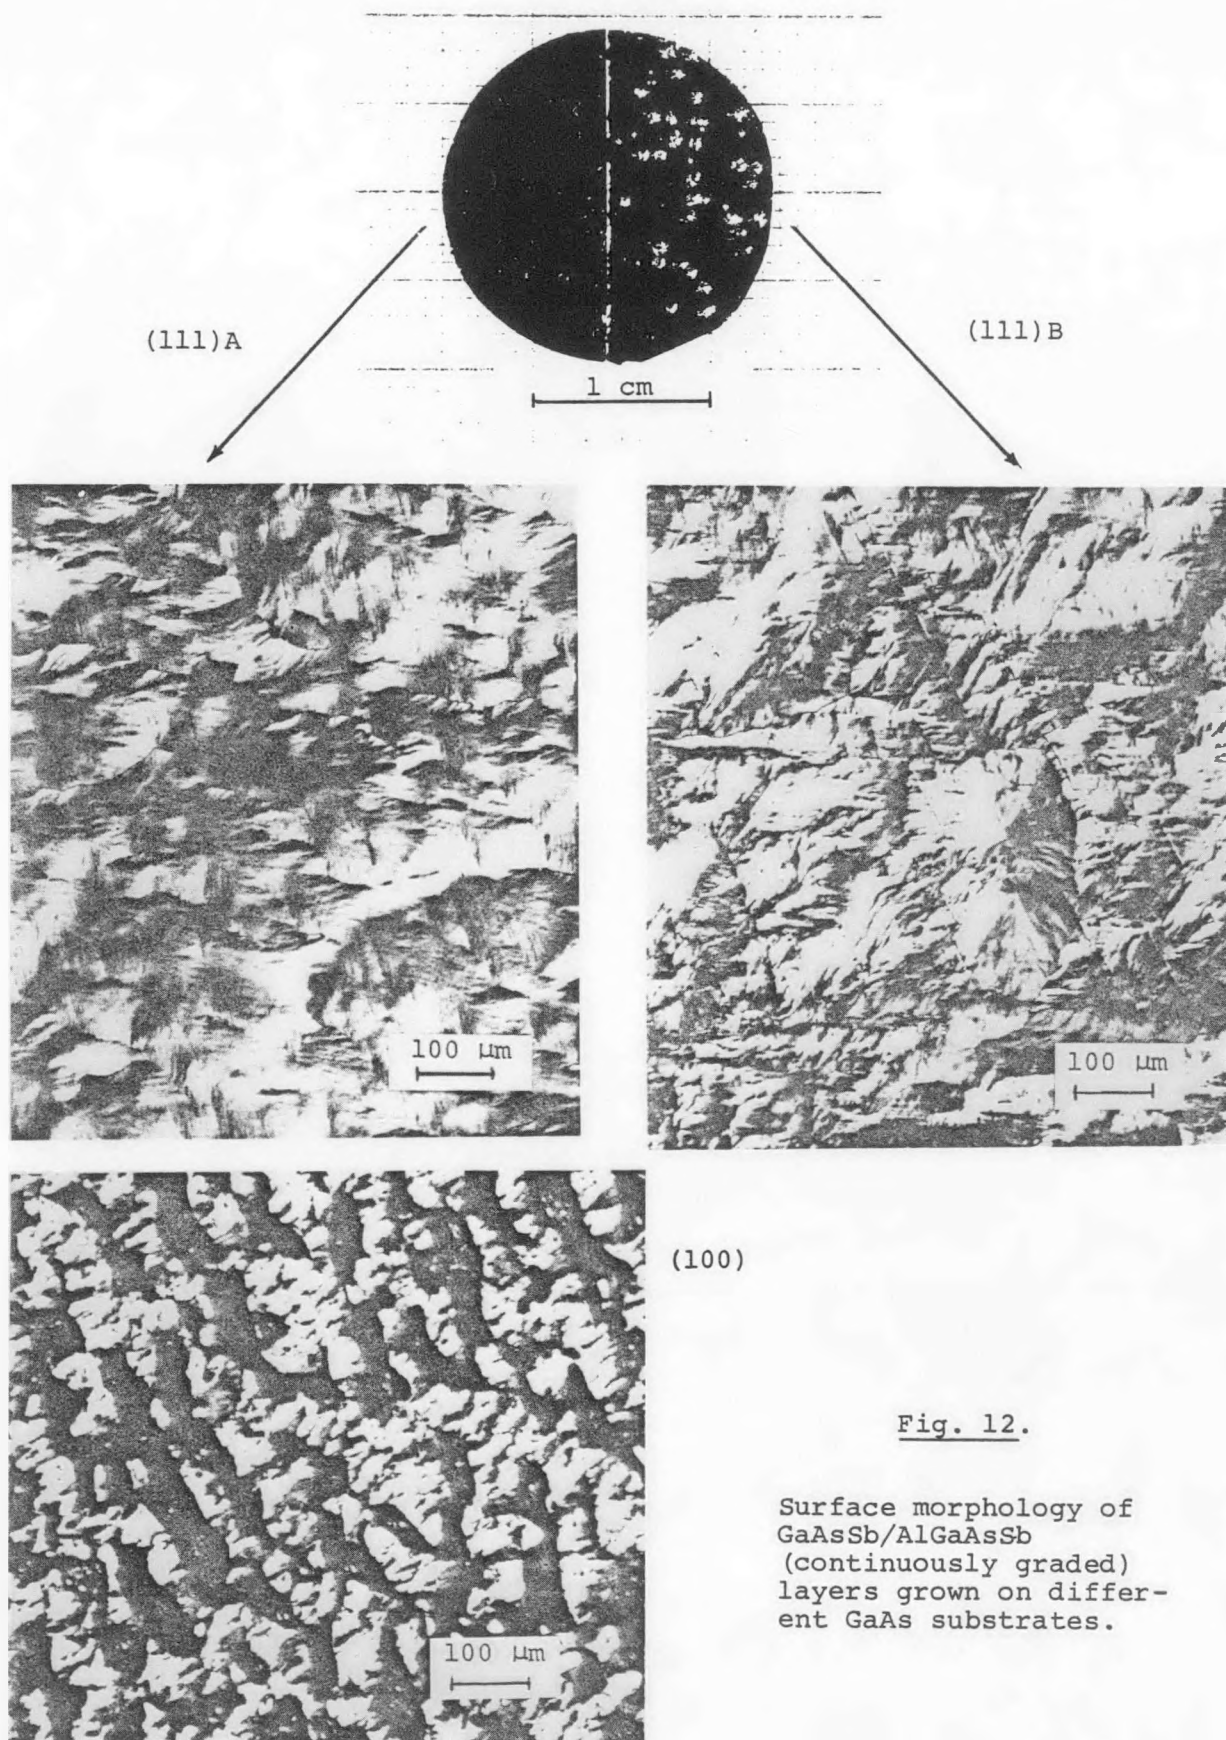 (111)A
(111)B
1 cm
100 μm
100 μm
(100)
100 μm
Fig. 12.
Surface morphology of
GaAsSb/AlGaAsSb
(continuously graded)
layers grown on differ-
ent GaAs substrates.